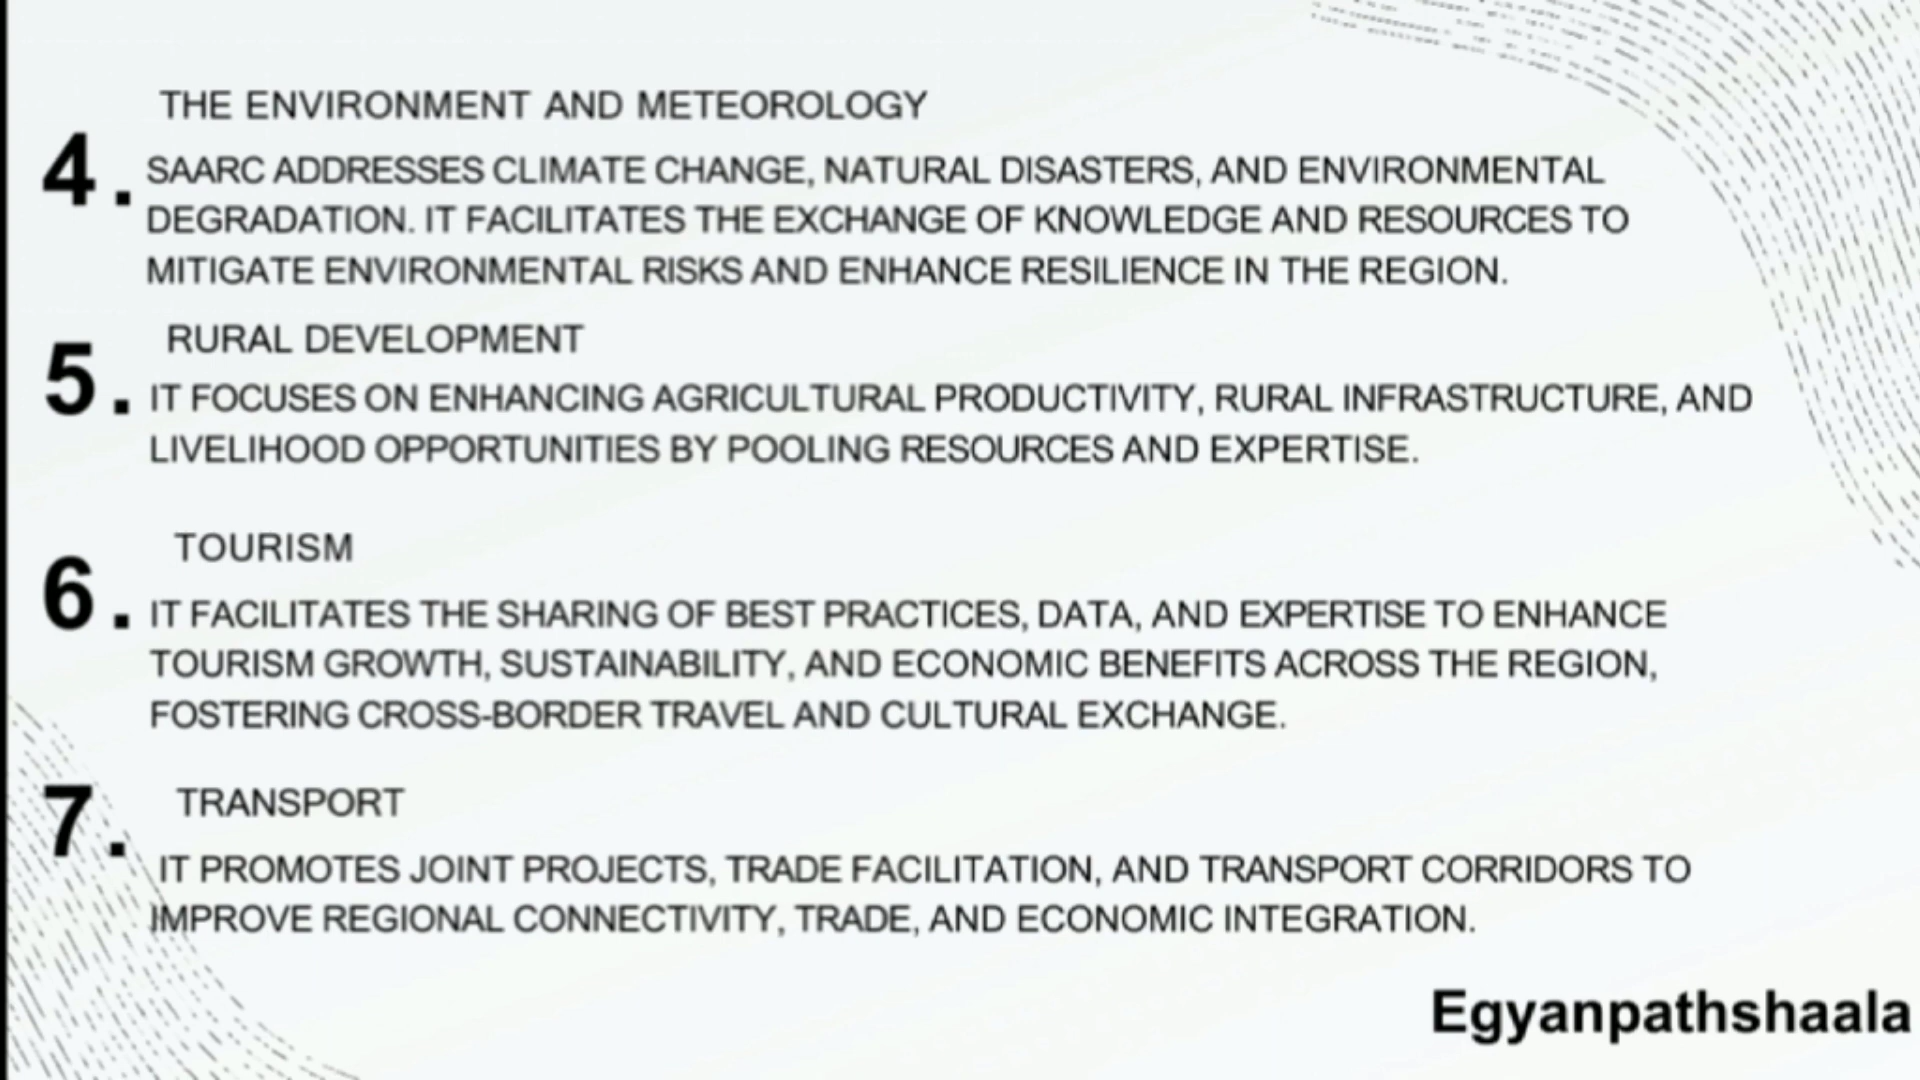 THE ENVIRONMENT AND METEOROLOGY
4. SAARC ADDRESSES CLIMATE CHANGE, NATURAL DISASTERS, AND ENVIRONMENTAL
DEGRADATION. IT FACILITATES THE EXCHANGE OF KNOWLEDGE AND RESOURCES TO
MITIGATE ENVIRONMENTAL RISKS AND ENHANCE RESILIENCE IN THE REGION.
RURAL DEVELOPMENT
5. IT FOCUSES ON ENHANCING AGRICULTURAL PRODUCTIVITY, RURAL INFRASTRUCTURE, AND
LIVELIHOOD OPPORTUNITIES BY POOLING RESOURCES AND EXPERTISE.
TOURISM
6. IT FACILITATES THE SHARING OF BEST PRACTICES, DATA, AND EXPERTISE TO ENHANCE
TOURISM GROWTH, SUSTAINABILITY, AND ECONOMIC BENEFITS ACROSS THE REGION,
FOSTERING CROSS-BORDER TRAVEL AND CULTURAL EXCHANGE.
7. TRANSPORT
IT PROMOTES JOINT PROJECTS, TRADE FACILITATION, AND TRANSPORT CORRIDORS TO
IMPROVE REGIONAL CONNECTIVITY, TRADE, AND ECONOMIC INTEGRATION.
Egyanpathshaala